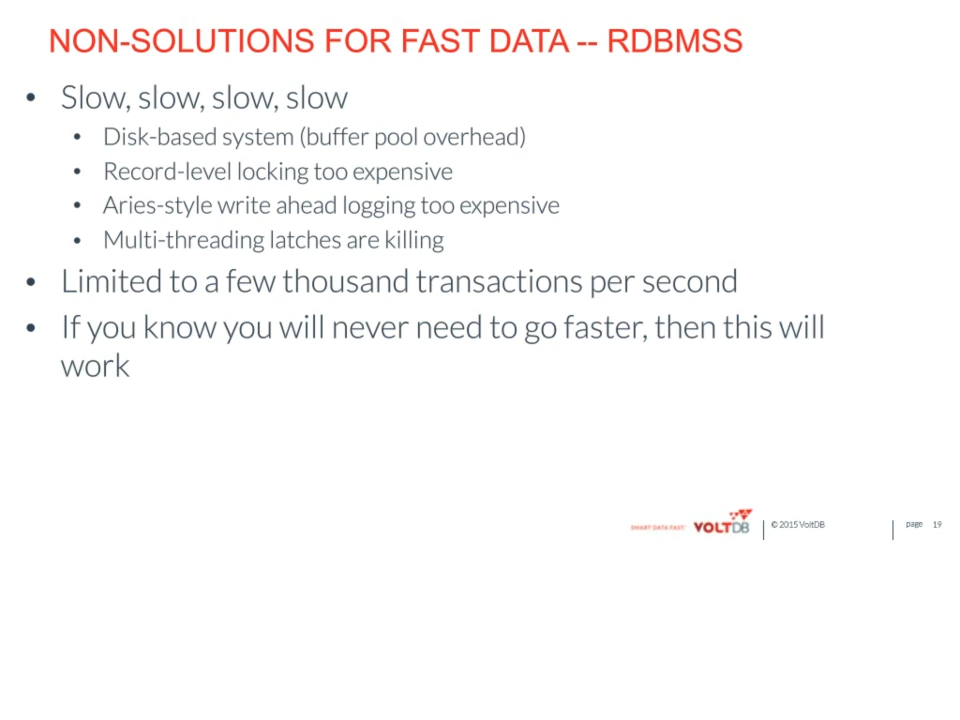 NON-SOLUTIONS FOR FAST DATA -- RDBMSS
• Slow, slow, slow, slow
• Disk-based system (buffer pool overhead)
• Record-level locking too expensive
• Aries-style write ahead logging too expensive
• Multi-threading latches are killing
• Limited to a few thousand transactions per second
• If you know you will never need to go faster, then this will
work
SMART DATA FAST VOLTDB © 2015 VoltDB page 19